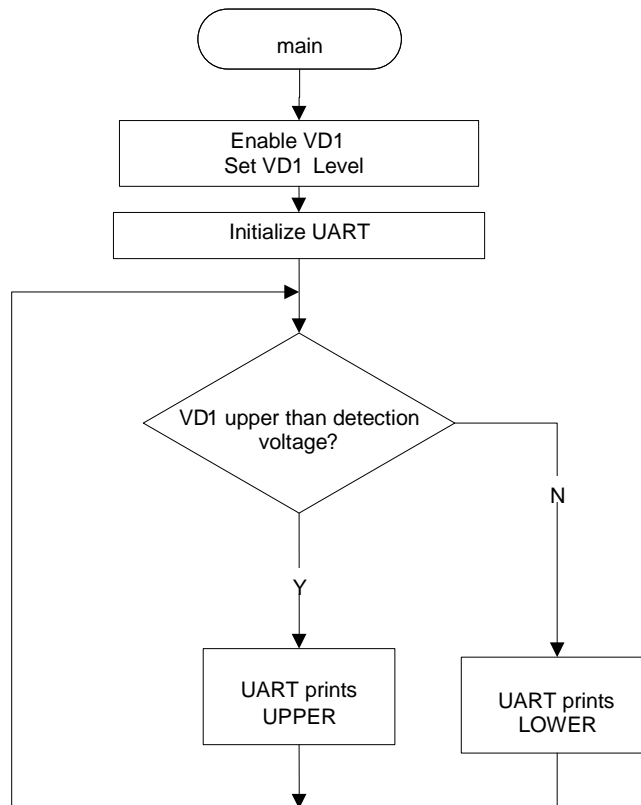 main
Enable VD1
Set VD1 Level
Initialize UART
VD1 upper than detection
voltage?
N
Y
UART prints
UPPER
UART prints
LOWER